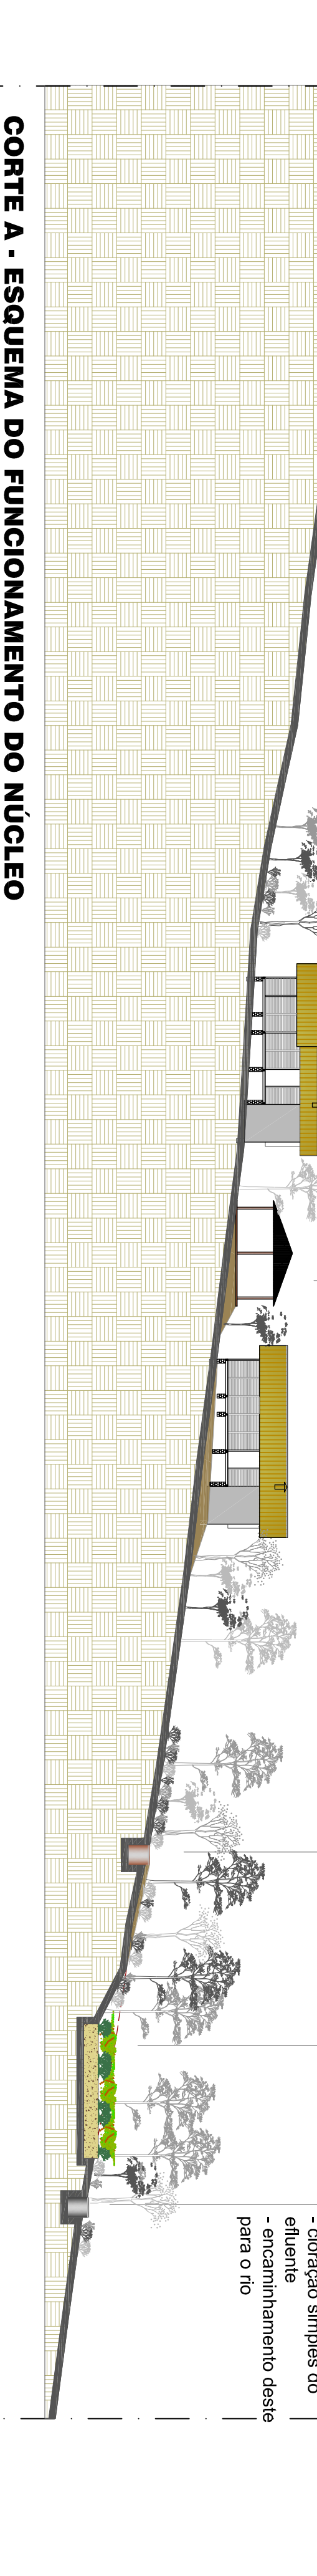 - cloração simples do
efluente
- encaminhamento deste
para o rio
CORTE A - ESQUEMA DO FUNCIONAMENTO DO NÚCLEO